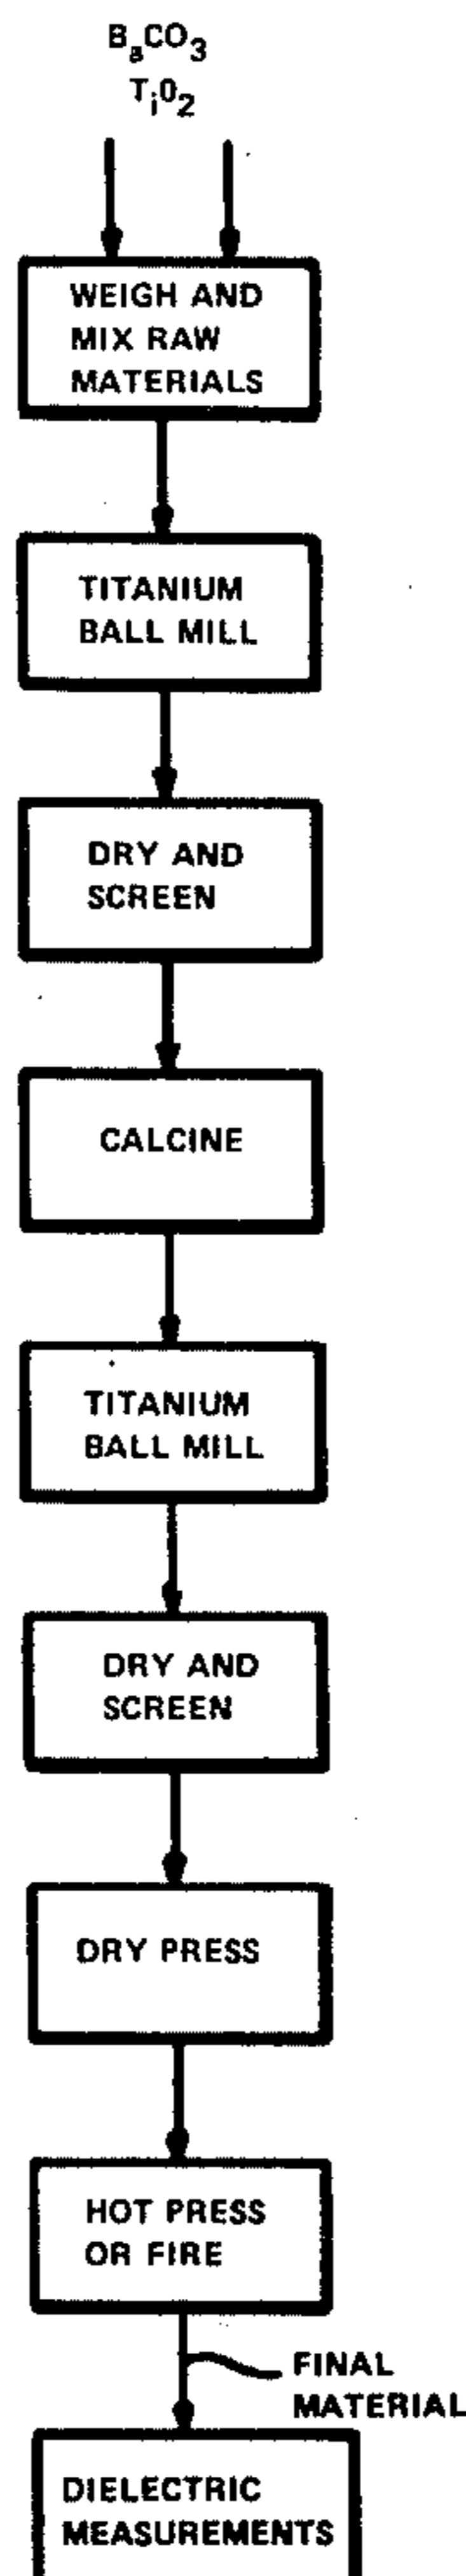 BaCO3
TiO2
WEIGH AND
MIX RAW
MATERIALS
TITANIUM
BALL MILL
DRY AND
SCREEN
CALCINE
TITANIUM
BALL MILL
DRY AND
SCREEN
DRY PRESS
HOT PRESS
OR FIRE
FINAL
MATERIAL
DIELECTRIC
MEASUREMENTS